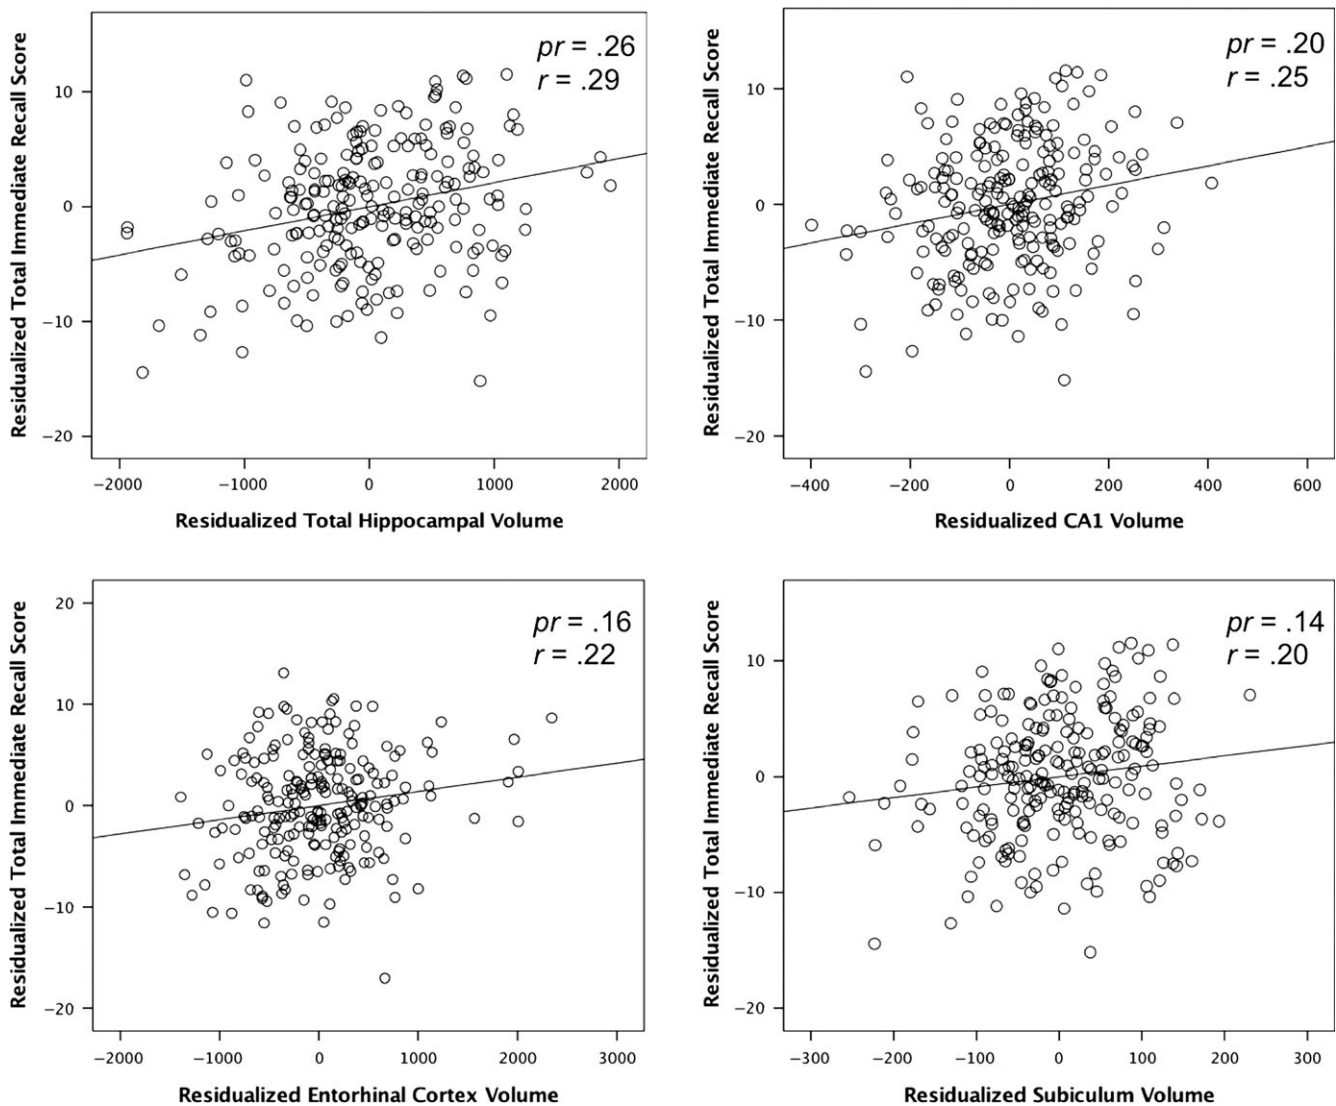 Residualized Total Immediate Recall Score
10
0
−10
−20
pr = .26
r = .29
−2000 −1000 0 1000 2000
Residualized Total Hippocampal Volume
Residualized Total Immediate Recall Score
10
0
−10
−20
pr = .20
r = .25
−400 −200 0 200 400 600
Residualized CA1 Volume
Residualized Total Immediate Recall Score
20
10
0
−10
−20
pr = .16
r = .22
−2000 −1000 0 1000 2000 3000
Residualized Entorhinal Cortex Volume
Residualized Total Immediate Recall Score
10
0
−10
−20
pr = .14
r = .20
−300 −200 −100 0 100 200 300
Residualized Subiculum Volume